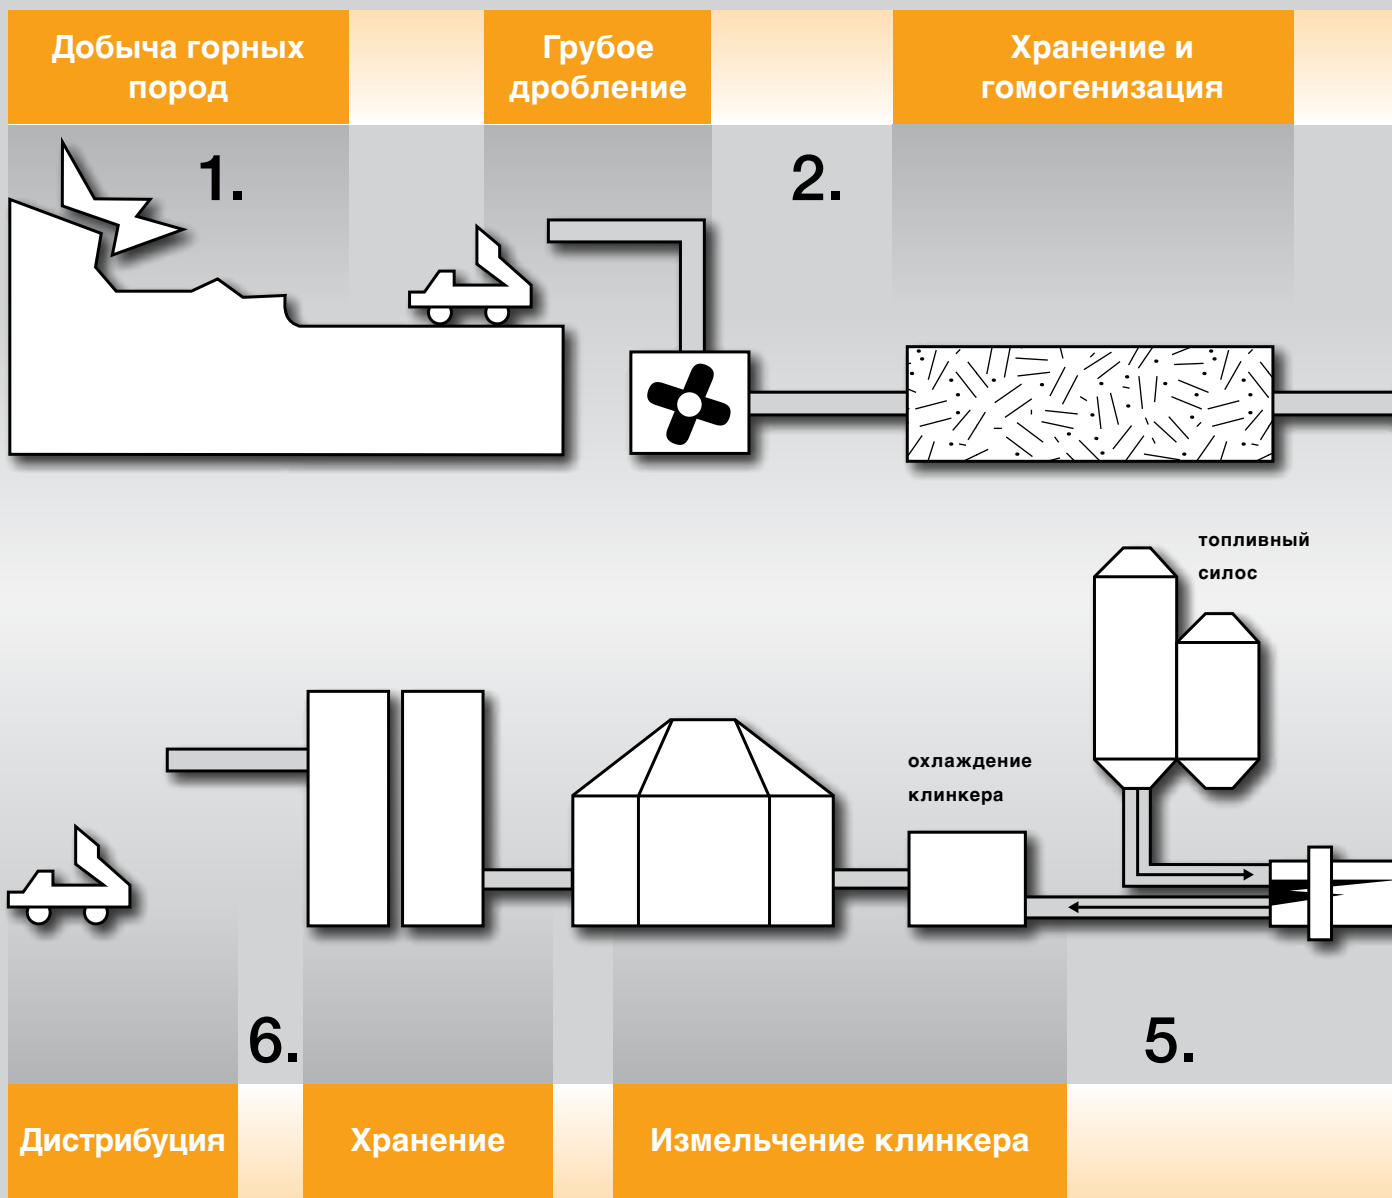 Добыча горных
пород
Грубое
дробление
Хранение и
гомогенизация
1.
2.
топливный
силос
охлаждение
клинкера
6.
5.
Дистрибуция
Хранение
Измельчение клинкера